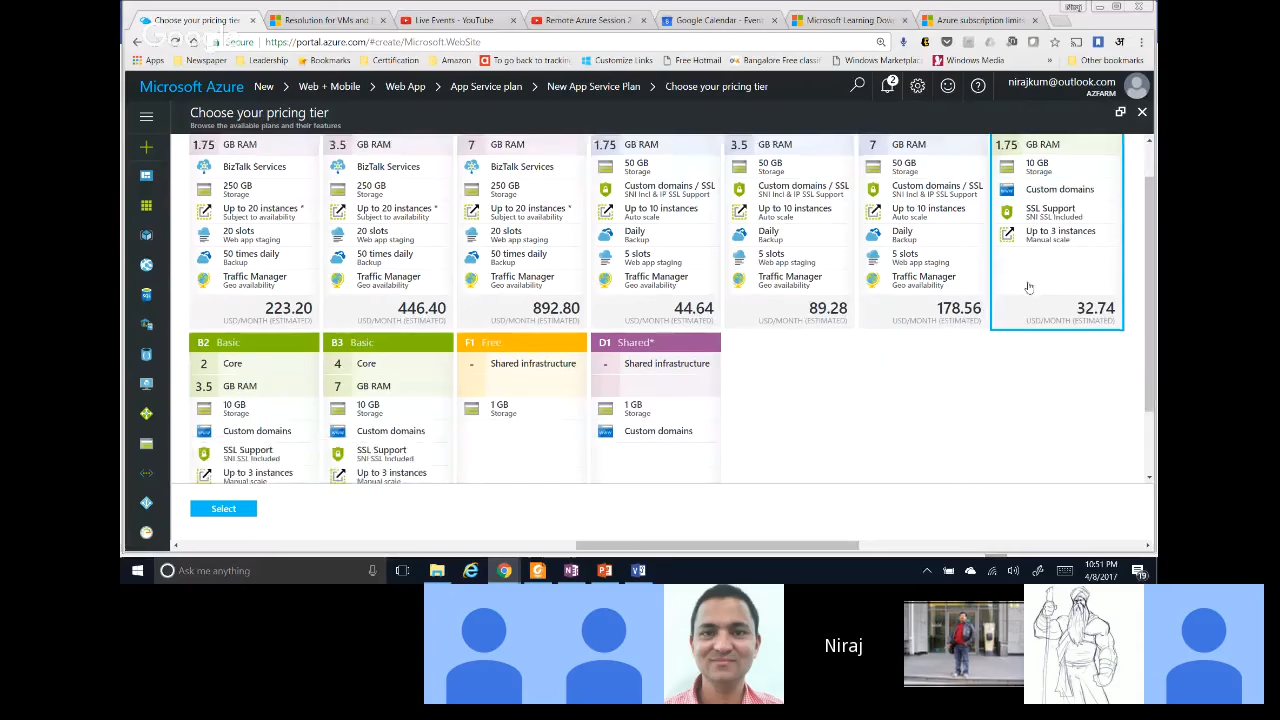 Niraj
Choose your pricing tier
Resolution for VMs and
Live Events - YouTube
Remote Azure Session 2
Google Calendar - Event
Microsoft Learning Dow
Azure subscription limit
Google
Secure
https://portal.azure.com/#create/Microsoft.WebSite
Apps
Newspaper
Leadership
Bookmarks
Certtification
Amazon
To go back to tracking
Customize Links
Free Hotmail
Bangalore Free classif
Windows Marketplace
Windows Media
»
Other bookmarks
Microsoft Azure
New
Web + Mobile
Web App
App Service plan
New App Service Plan
Choose your pricing tier
2
nirajkum@outlook.com
AZFARM
Choose your pricing tier
Browse the available plans and their features
1.75 GB RAM
BizTalk Services
250 GB
Storage
Up to 20 instances *
Subject to availability
20 slots
Web app staging
50 times daily
Backup
Traffic Manager
Geo availability
223.20
USD/MONTH (ESTIMATED)
3.5 GB RAM
BizTalk Services
250 GB
Storage
Up to 20 instances *
Subject to availability
20 slots
Web app staging
50 times daily
Backup
Traffic Manager
Geo availability
446.40
USD/MONTH (ESTIMATED)
7 GB RAM
BizTalk Services
250 GB
Storage
Up to 20 instances *
Subject to availability
20 slots
Web app staging
50 times daily
Backup
Traffic Manager
Geo availability
892.80
USD/MONTH (ESTIMATED)
1.75 GB RAM
50 GB
Storage
Custom domains / SSL
SNI Incl & IP SSL Support
Up to 10 instances
Auto scale
Daily
Backup
5 slots
Web app staging
Traffic Manager
Geo availability
44.64
USD/MONTH (ESTIMATED)
3.5 GB RAM
50 GB
Storage
Custom domains / SSL
SNI Incl & IP SSL Support
Up to 10 instances
Auto scale
Daily
Backup
5 slots
Web app staging
Traffic Manager
Geo availability
89.28
USD/MONTH (ESTIMATED)
7 GB RAM
50 GB
Storage
Custom domains / SSL
SNI Incl & IP SSL Support
Up to 10 instances
Auto scale
Daily
Backup
5 slots
Web app staging
Traffic Manager
Geo availability
178.56
USD/MONTH (ESTIMATED)
1.75 GB RAM
10 GB
Storage
Custom domains
SSL Support
SNI SSL Included
Up to 3 instances
Manual scale
32.74
USD/MONTH (ESTIMATED)
B2 Basic
2 Core
3.5 GB RAM
10 GB
Storage
Custom domains
SSL Support
SNI SSL Included
Up to 3 instances
Manual scale
B3 Basic
4 Core
7 GB RAM
10 GB
Storage
Custom domains
SSL Support
SNI SSL Included
Up to 3 instances
Manual scale
F1 Free
- Shared infrastructure
1 GB
Storage
D1 Shared*
- Shared infrastructure
1 GB
Storage
Custom domains
Select
Ask me anything
10:51 PM
4/8/2017
19
Niraj